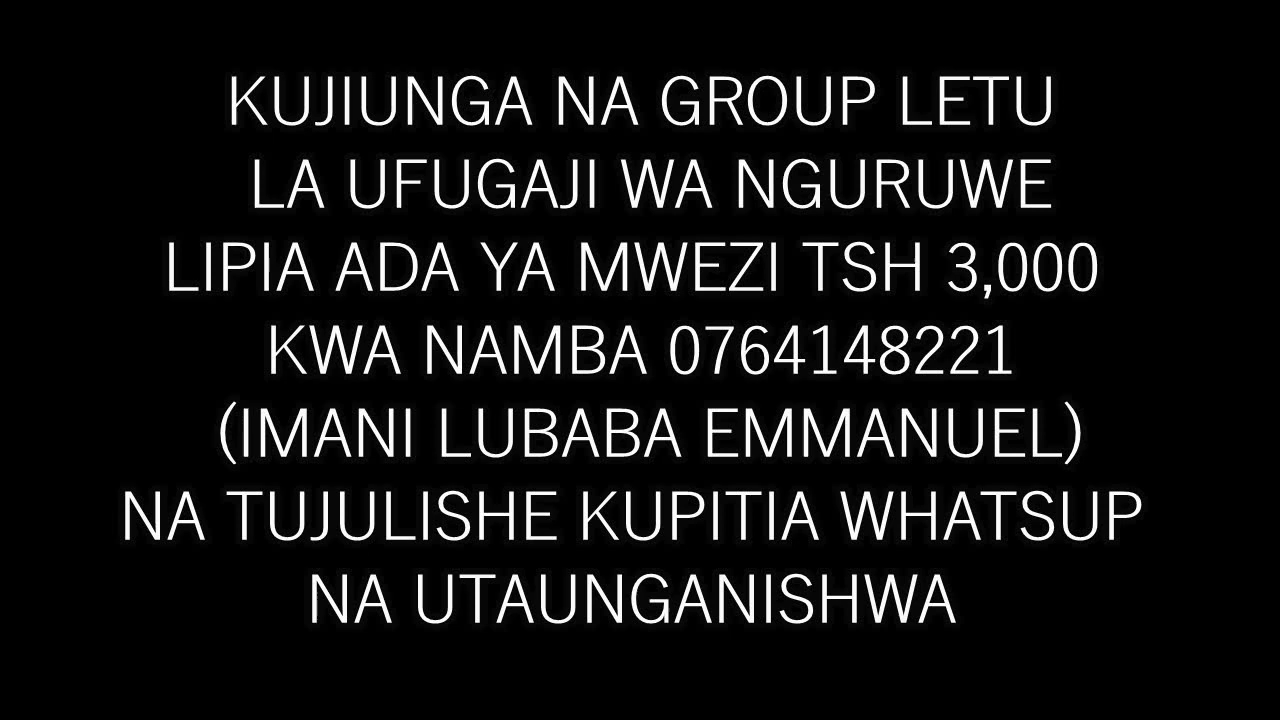 KUJIUNGA NA GROUP LETU
LA UFUGAJI WA NGURUWE
LIPIA ADA YA MWEZI TSH 3,000
KWA NAMBA 0764148221
(IMANI LUBABA EMMANUEL)
NA TUJULISHE KUPITIA WHATSUP
NA UTAUNGANISHWA